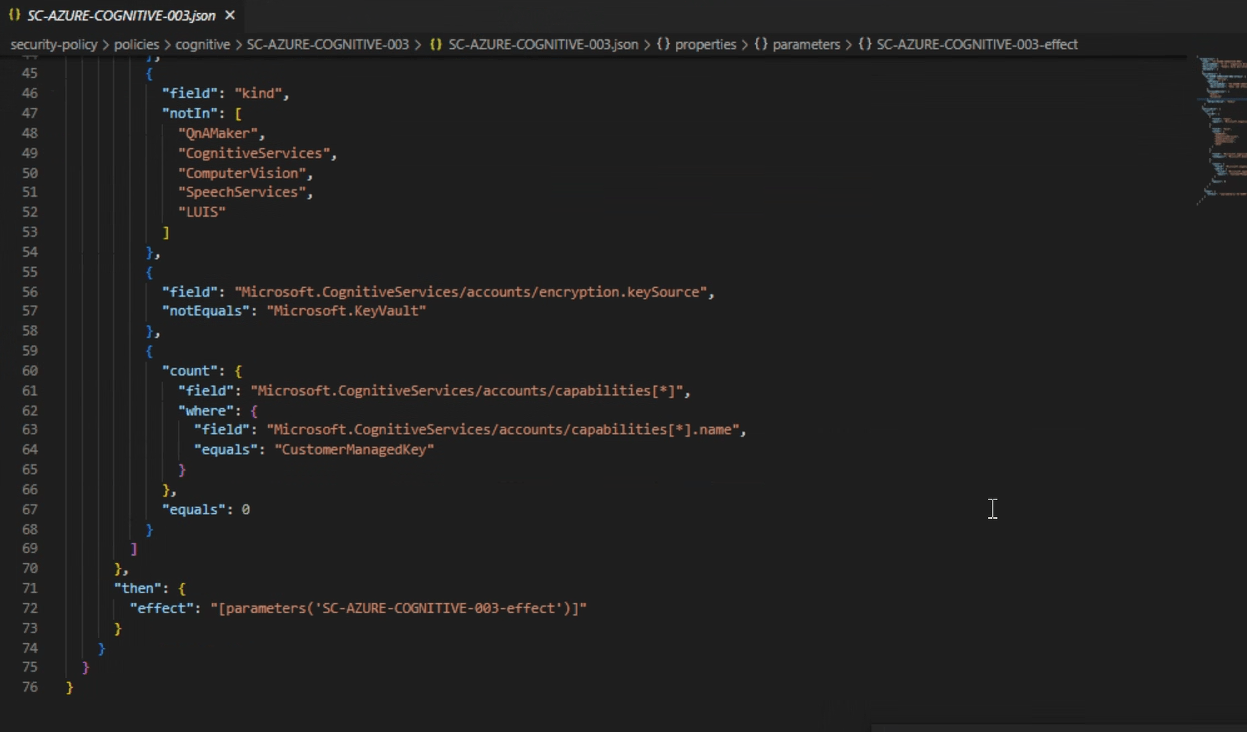 {} SC-AZURE-COGNITIVE-003.json ×
security-policy > policies > cognitive > SC-AZURE-COGNITIVE-003 > {} SC-AZURE-COGNITIVE-003.json > {} properties > {} parameters > {} SC-AZURE-COGNITIVE-003-effect
44 },
45 {
46 "field": "kind",
47 "notIn": [
48 "QnAMaker",
49 "CognitiveServices",
50 "ComputerVision",
51 "SpeechServices",
52 "LUIS"
53 ]
54 },
55 {
56 "field": "Microsoft.CognitiveServices/accounts/encryption.keySource",
57 "notEquals": "Microsoft.KeyVault"
58 },
59 {
60 "count": {
61 "field": "Microsoft.CognitiveServices/accounts/capabilities[*]",
62 "where": {
63 "field": "Microsoft.CognitiveServices/accounts/capabilities[*].name",
64 "equals": "CustomerManagedKey"
65 }
66 },
67 "equals": 0
68 }
69 ]
70 },
71 "then": {
72 "effect": "[parameters('SC-AZURE-COGNITIVE-003-effect')]"
73 }
74 }
75 }
76 }